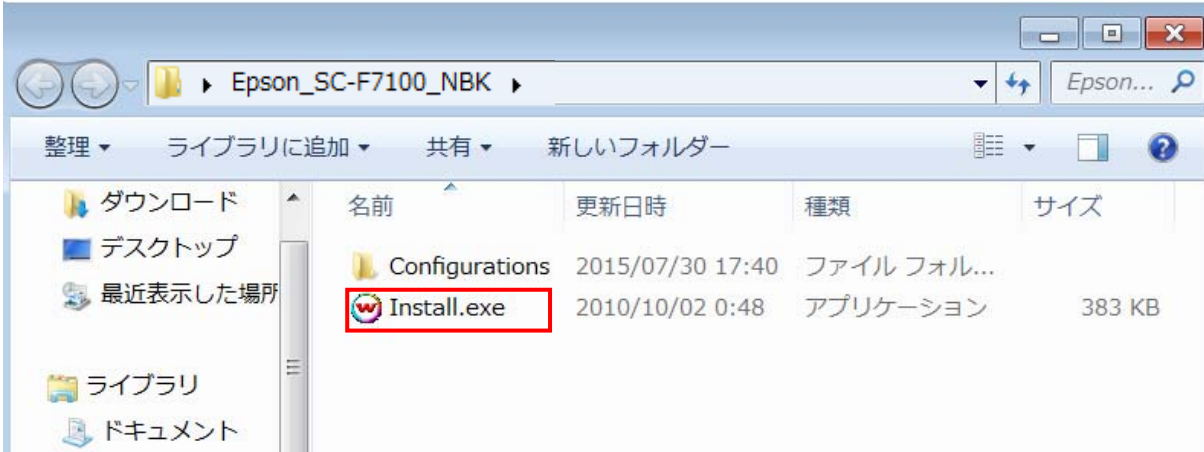 Epson_SC-F7100_NBK
Epson...
整理 ライブラリに追加 共有 新しいフォルダー
ダウンロード
デスクトップ
最近表示した場所
ライブラリ
ドキュメント
名前 更新日時 種類 サイズ
Configurations 2015/07/30 17:40 ファイル フォル...
Install.exe 2010/10/02 0:48 アプリケーション 383 KB